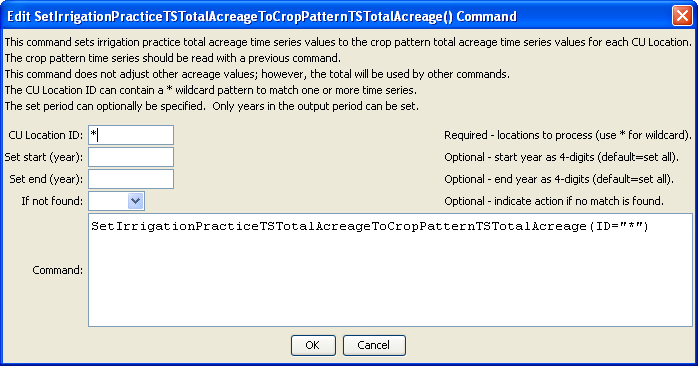 Edit SetIrrigationPracticeTSTotalAcreageToCropPatternTSTotalAcreage() Command
This command sets irrigation practice total acreage time series values to the crop pattern total acreage time series values for each CU Location.
The crop pattern time series should be read with a previous command.
This command does not adjust other acreage values; however, the total will be used by other commands.
The CU Location ID can contain a * wildcard pattern to match one or more time series.
The set period can optionally be specified.  Only years in the output period can be set.
CU Location ID: * Required - locations to process (use * for wildcard).
Set start (year): Optional - start year as 4-digits (default=set all).
Set end (year): Optional - end year as 4-digits (default=set all).
If not found: Optional - indicate action if no match is found.
Command: SetIrrigationPracticeTSTotalAcreageToCropPatternTSTotalAcreage(ID="*")
OK Cancel